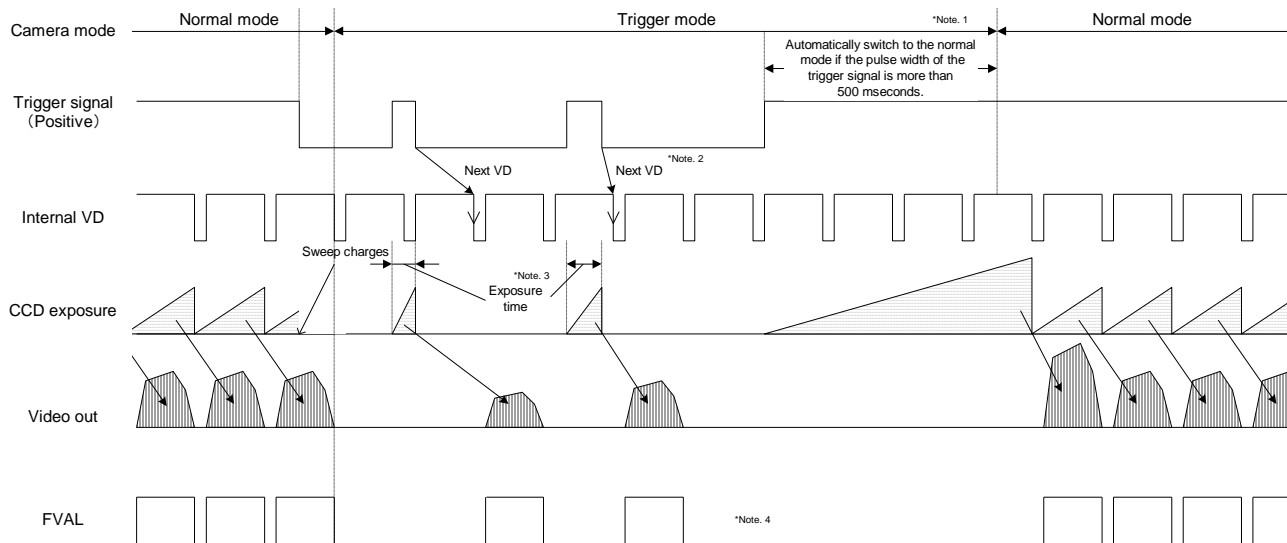 Normal mode
Trigger mode
*Note. 1
Normal mode
Camera mode
Automatically switch to the normal
mode if the pulse width of the
trigger signal is more than
500 mseconds.
Trigger signal
（Positive）
Next VD
Next VD
*Note. 2
Internal VD
Sweep charges
*Note. 3
Exposure
time
CCD exposure
Video out
FVAL
*Note. 4